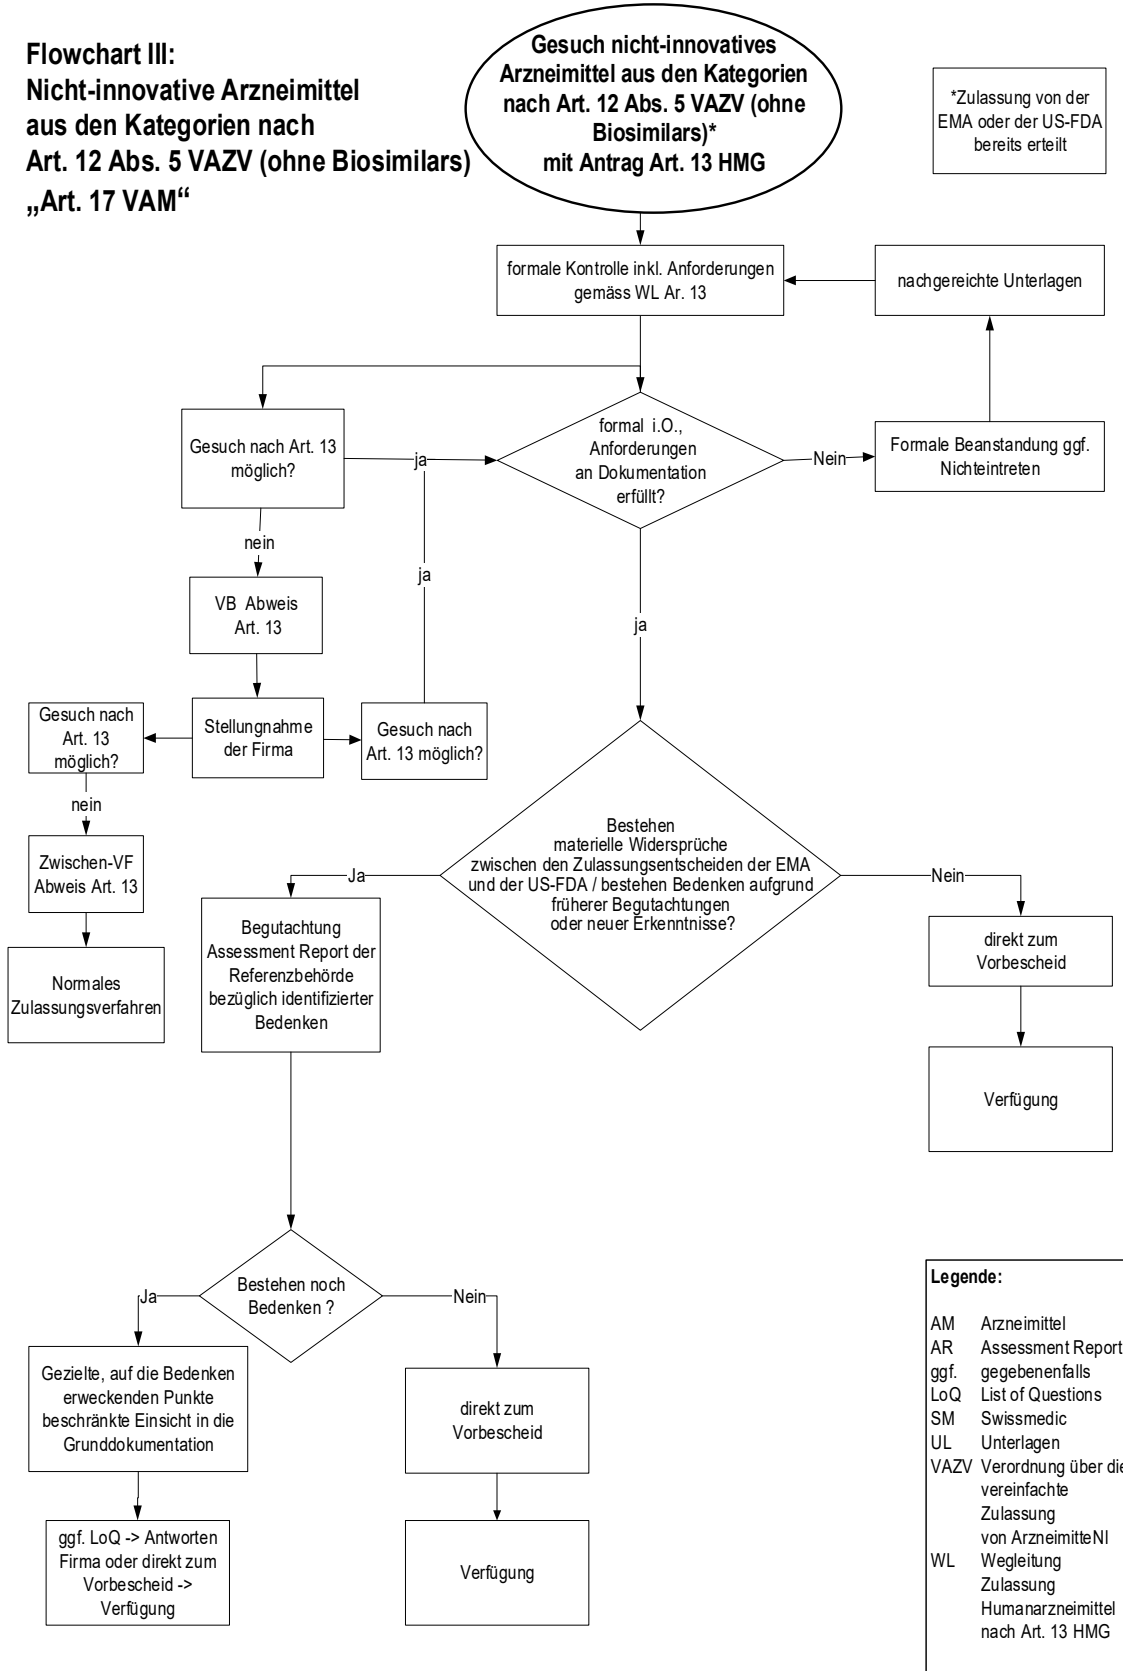 Flowchart III:
Nicht-innovative Arzneimittel
aus den Kategorien nach
Art. 12 Abs. 5 VAZV (ohne Biosimilars)
„Art. 17 VAM“
Gesuch nicht-innovatives
Arzneimittel aus den Kategorien
nach Art. 12 Abs. 5 VAZV (ohne
Biosimilars)*
mit Antrag Art. 13 HMG
*Zulassung von der
EMA oder der US-FDA
bereits erteilt
formale Kontrolle inkl. Anforderungen
gemäss WL Ar. 13
nachgereichte Unterlagen
Gesuch nach Art. 13
möglich?
ja
formal i.O.,
Anforderungen
an Dokumentation
erfüllt?
Nein
Formale Beanstandung ggf.
Nichteintreten
nein
ja
VB Abweis
Art. 13
ja
Gesuch nach
Art. 13
möglich?
Stellungnahme
der Firma
Gesuch nach
Art. 13 möglich?
nein
Zwischen-VF
Abweis Art. 13
Normales
Zulassungsverfahren
Bestehen
materielle Widersprüche
zwischen den Zulassungsentscheiden der EMA
und der US-FDA / bestehen Bedenken aufgrund
früherer Begutachtungen
oder neuer Erkenntnisse?
Ja
Nein
Begutachtung
Assessment Report der
Referenzbehörde
bezüglich identifizierter
Bedenken
direkt zum
Vorbescheid
Verfügung
Bestehen noch
Bedenken ?
Ja
Nein
Gezielte, auf die Bedenken
erweckenden Punkte
beschränkte Einsicht in die
Grunddokumentation
direkt zum
Vorbescheid
ggf. LoQ -> Antworten
Firma oder direkt zum
Vorbescheid ->
Verfügung
Verfügung
Legende:
AM Arzneimittel
AR Assessment Report
ggf. gegebenenfalls
LoQ List of Questions
SM Swissmedic
UL Unterlagen
VAZV Verordnung über die
vereinfachte
Zulassung
von ArzneimitteNl
WL Wegleitung
Zulassung
Humanarzneimittel
nach Art. 13 HMG